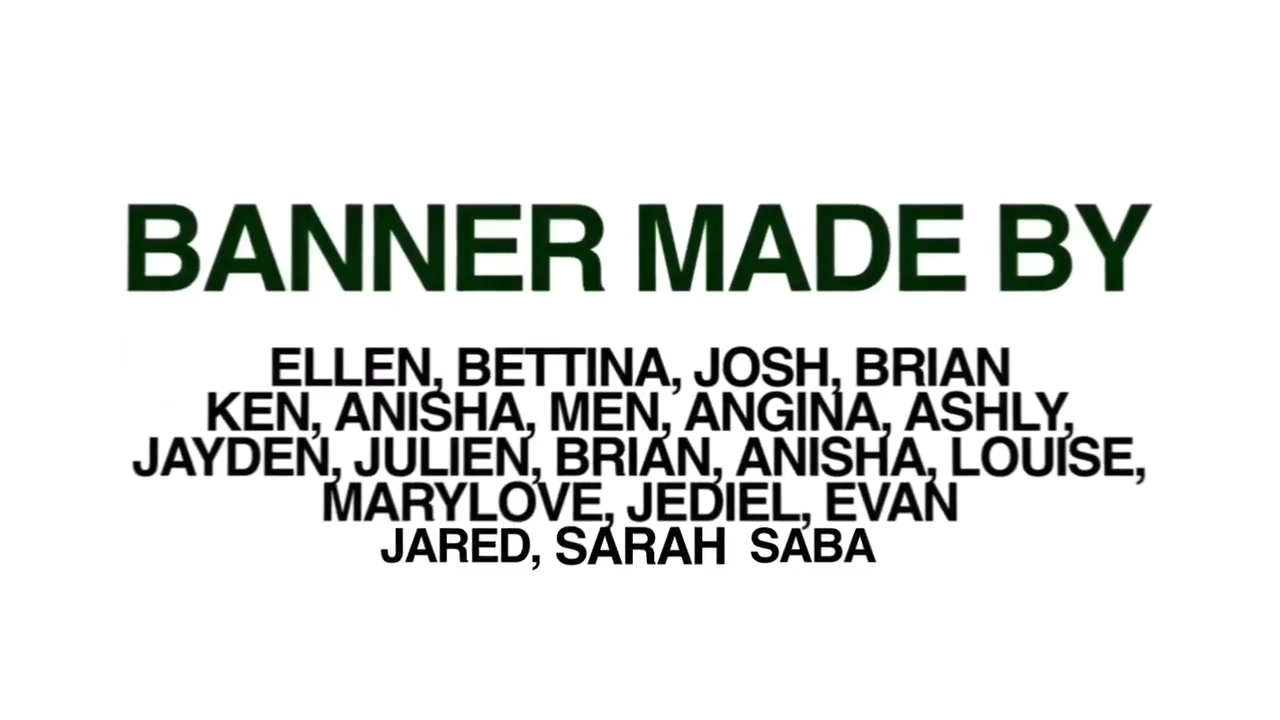 BANNER MADE BY
ELLEN, BETTINA, JOSH, BRIAN
KEN, ANISHA, MEN, ANGINA, ASHLY,
JAYDEN, JULIEN, BRIAN, ANISHA, LOUISE,
MARYLOVE, JEDIEL, EVAN
JARED, SARAH SABA